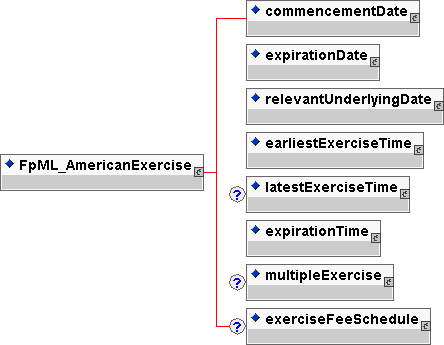 commencementDate
expirationDate
relevantUnderlyingDate
earliestExerciseTime
FpML_AmericanExercise
?
latestExerciseTime
expirationTime
?
multipleExercise
?
exerciseFeeSchedule